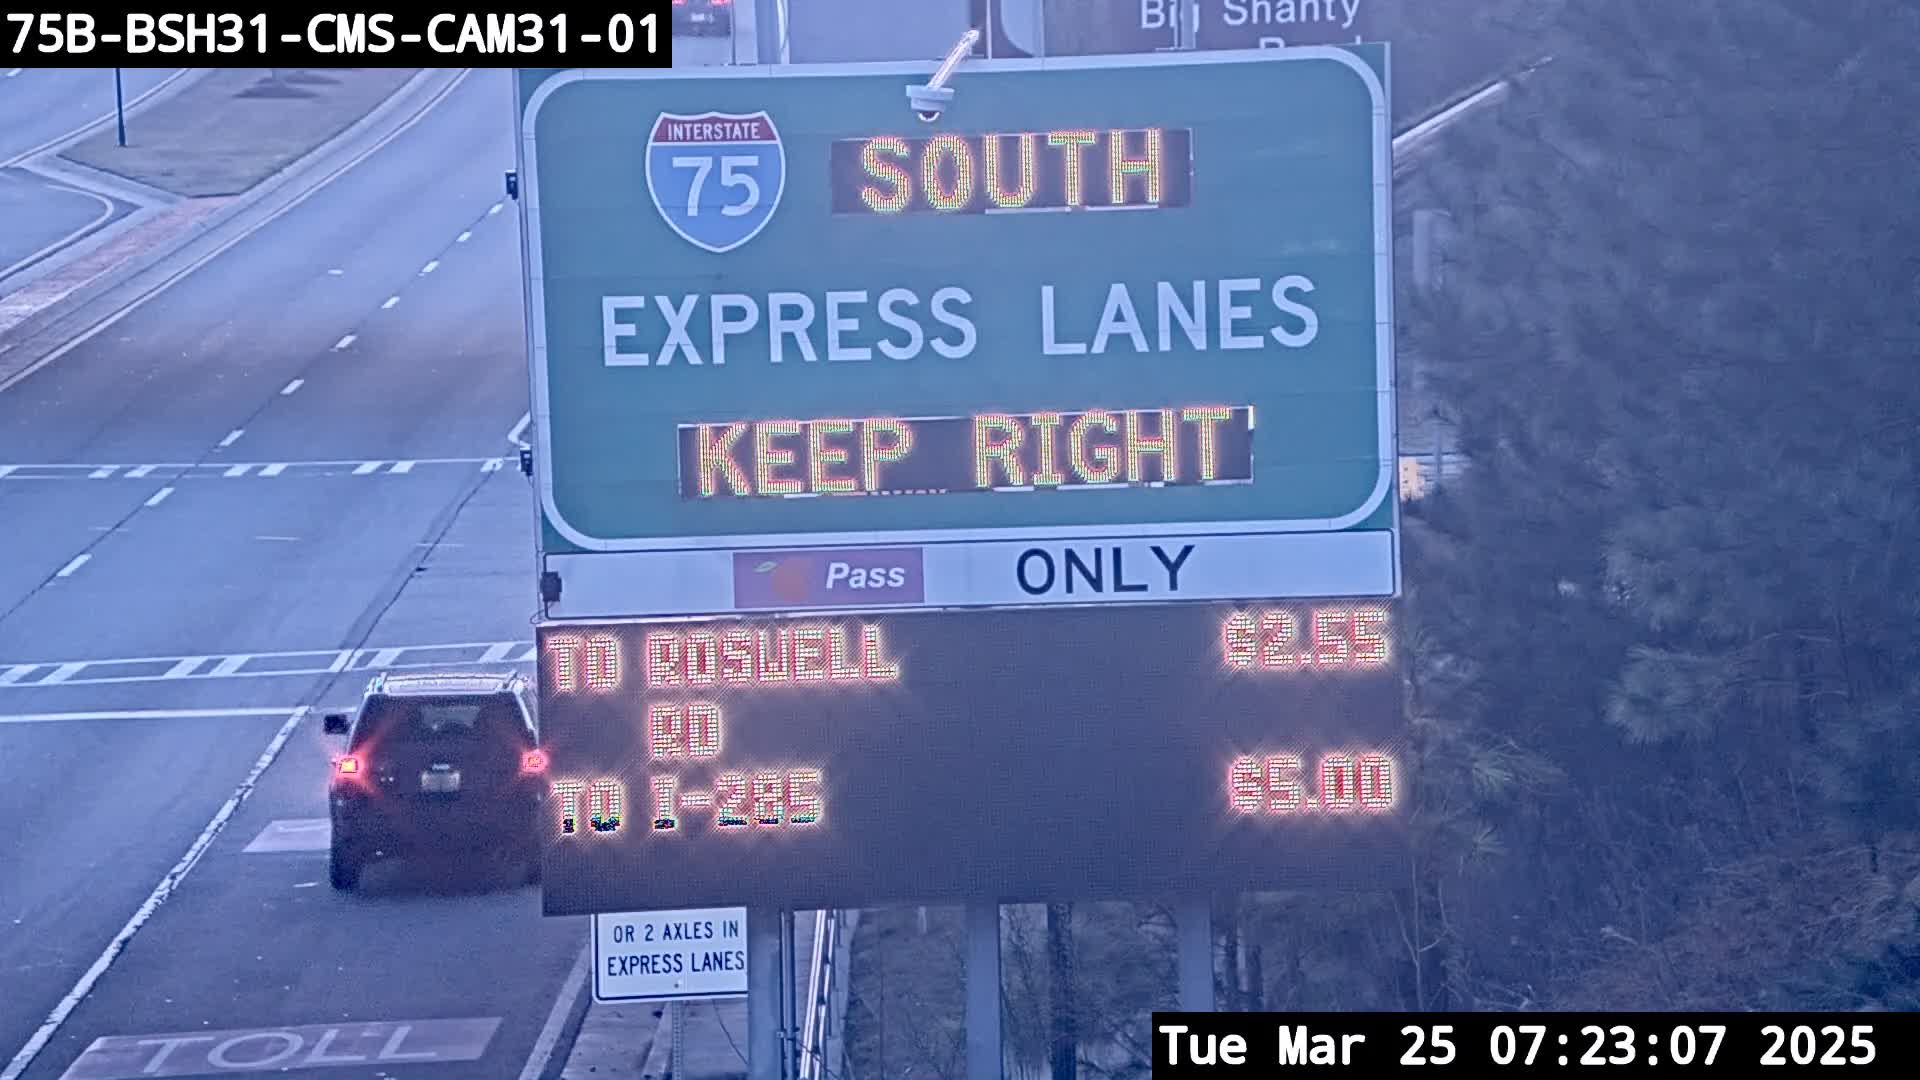 75B-BSH31-CMS-CAM31-01
Big Shanty
Road
INTERSTATE
75
SOUTH
EXPRESS LANES
KEEP RIGHT
Pass ONLY
TO ROSWELL $2.55
RD
TO I-285 $5.00
OR 2 AXLES IN
EXPRESS LANES
TOLL
Tue Mar 25 07:23:07 2025